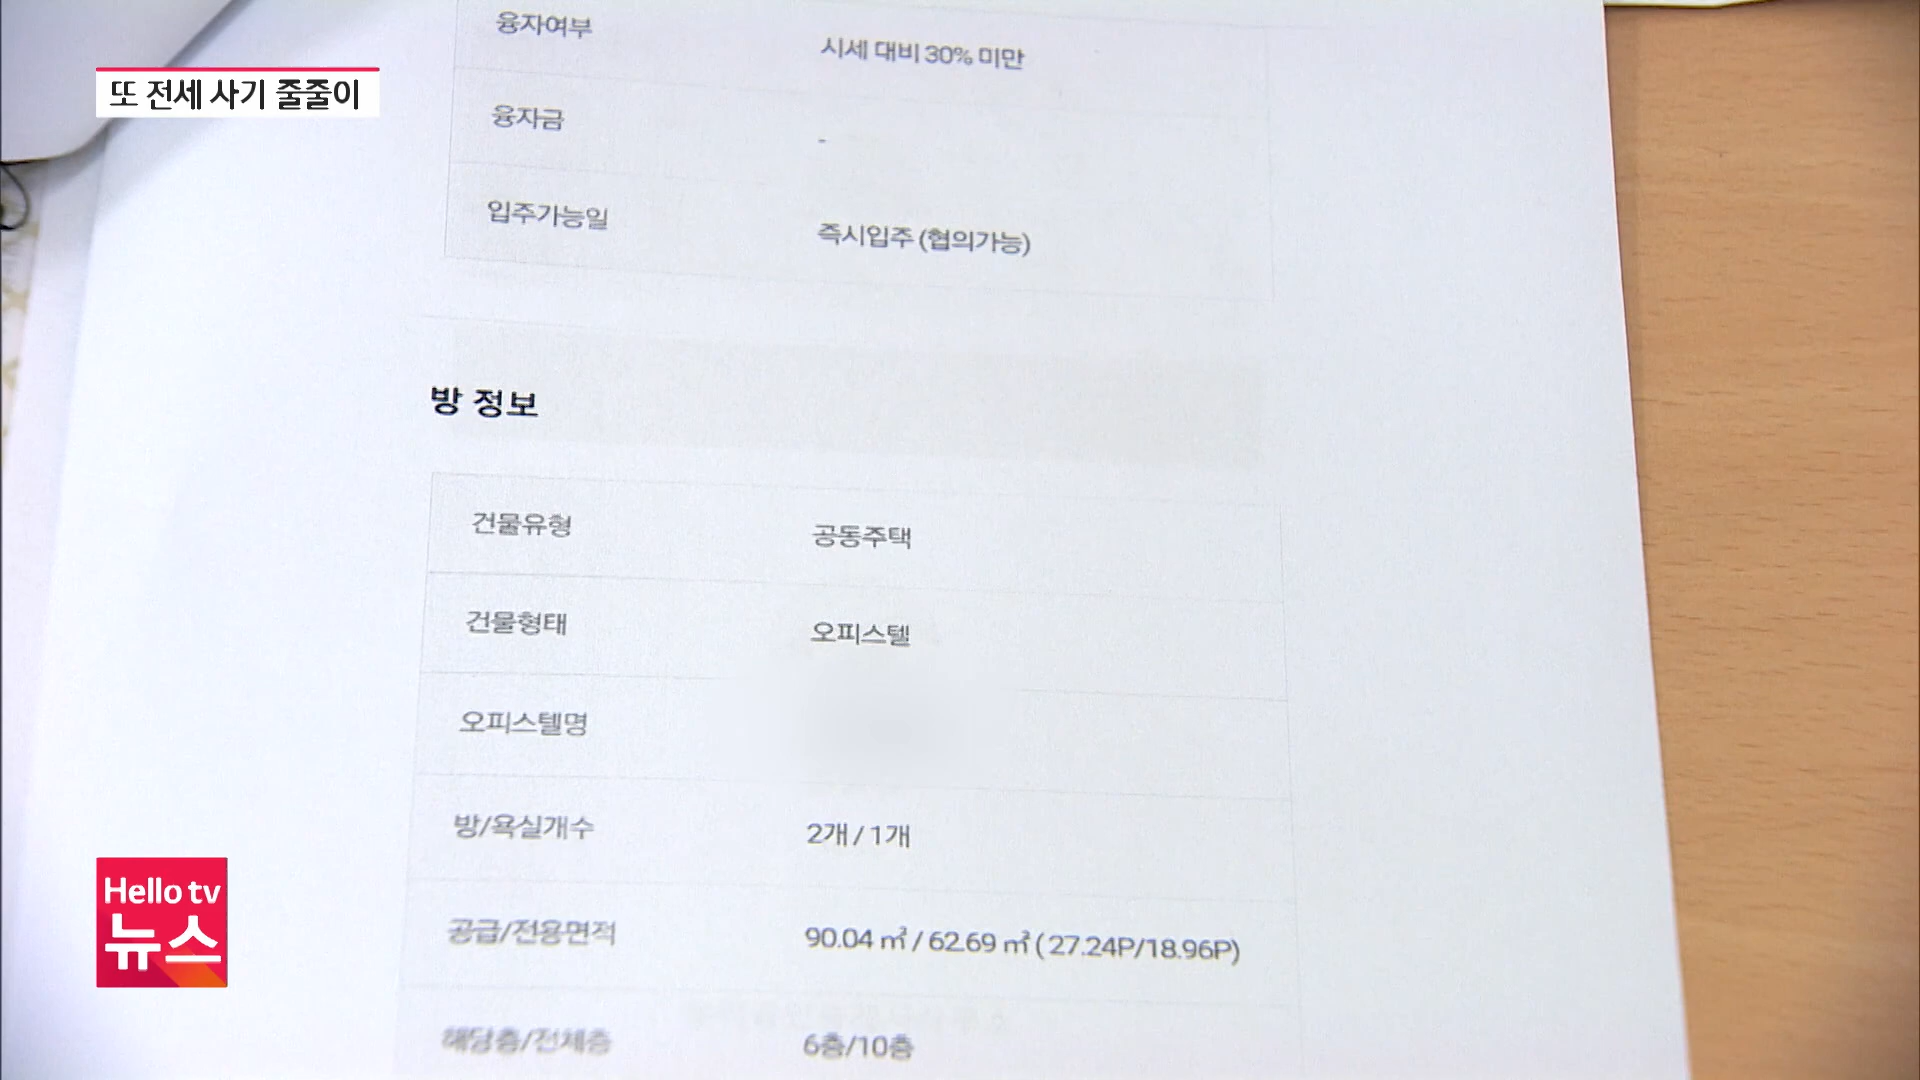 또 전세 사기 줄줄이
융자여부
시세 대비 30% 미만
융자금
-
입주가능일
즉시입주 (협의가능)
방 정보
건물유형
공동주택
건물형태
오피스텔
오피스텔명
방/욕실개수
2개 / 1개
공급/전용면적
90.04 ㎡ / 62.69 ㎡ ( 27.24P/18.96P)
해당층/전체층
6층/10층
Hello tv
뉴스